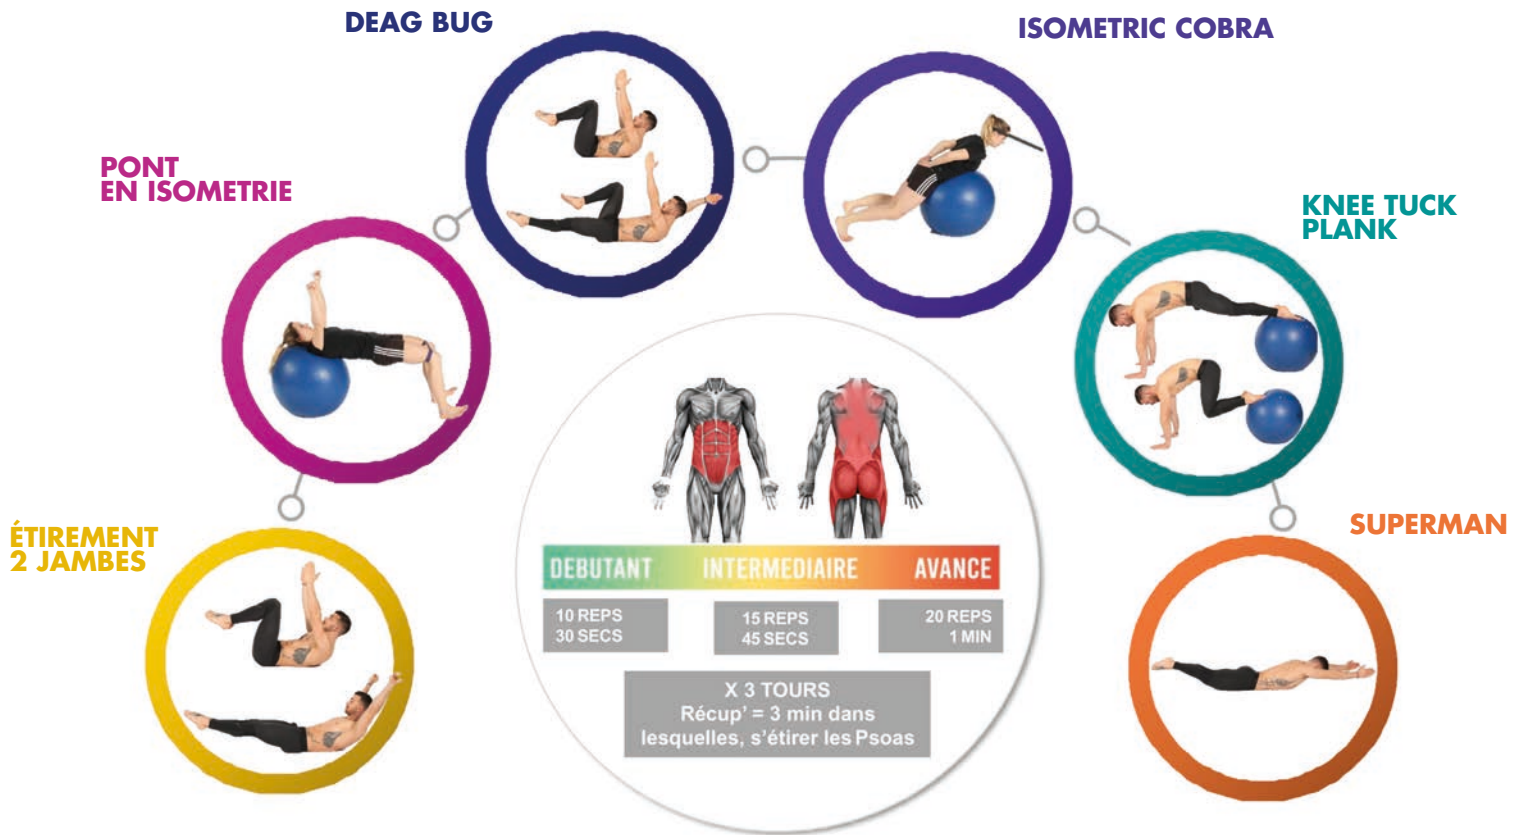 DEAG BUG
ISOMETRIC COBRA
PONT
EN ISOMETRIE
KNEE TUCK
PLANK
ÉTIREMENT
2 JAMBES
SUPERMAN
DEBUTANT
INTERMEDIAIRE
AVANCE
10 REPS
30 SECS
15 REPS
45 SECS
20 REPS
1 MIN
X 3 TOURS
Récup' = 3 min dans
lesquelles, s'étirer les Psoas